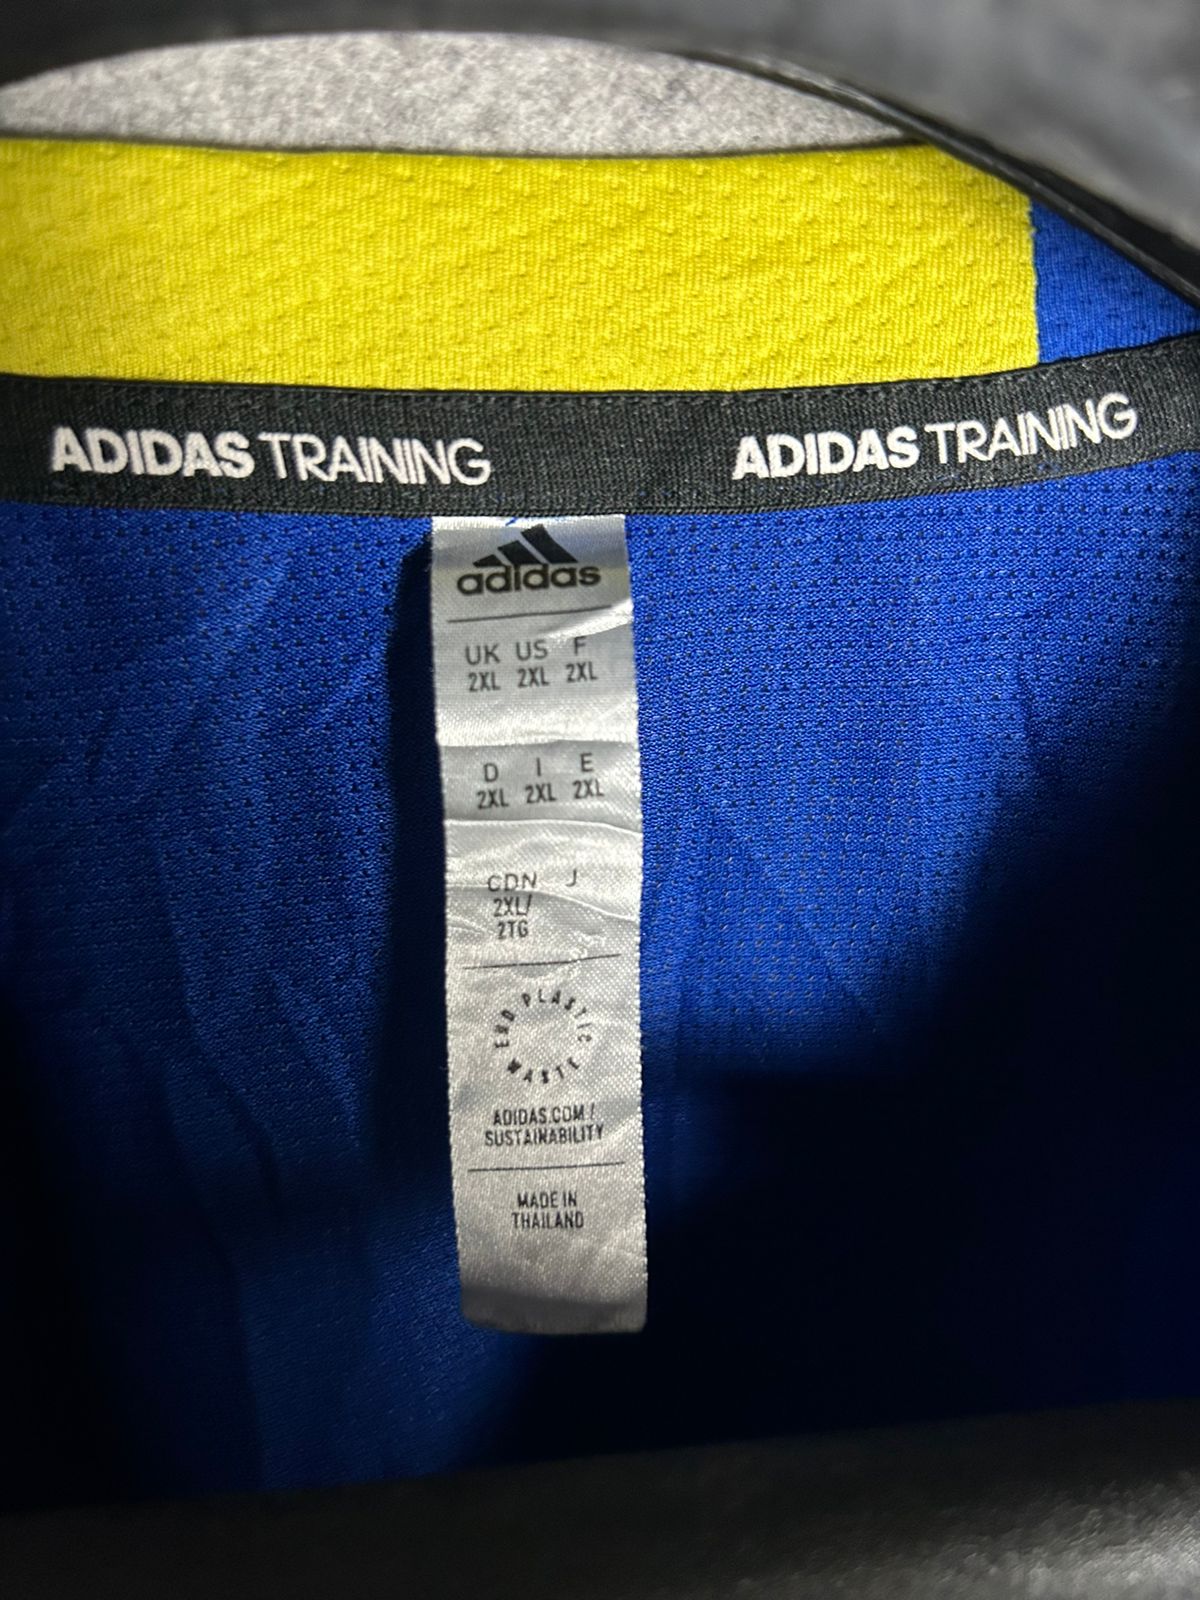 ADIDAS TRAINING ADIDAS TRAINING
adidas
UK US F
2XL 2XL 2XL
D I E
2XL 2XL 2XL
CDN J
2XL/
2TG
END PLASTIC WASTE
ADIDAS.COM/
SUSTAINABILITY
MADE IN
THAILAND